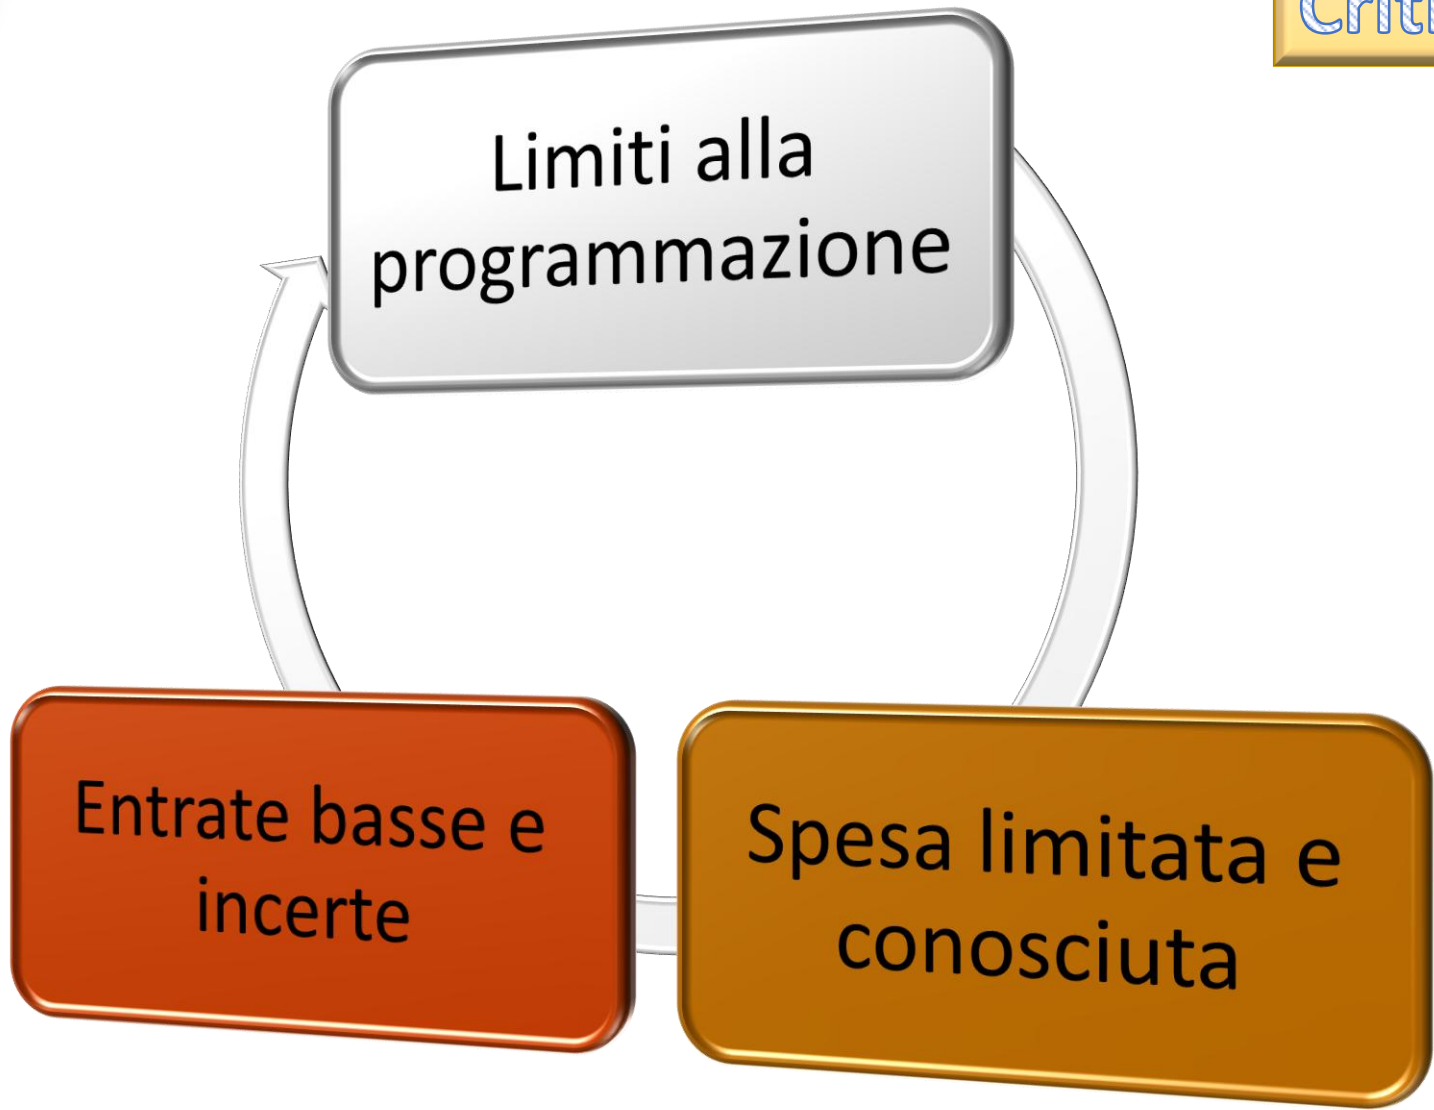 Limiti alla
programmazione
Entrate basse e
incerte
Spesa limitata e
conosciuta